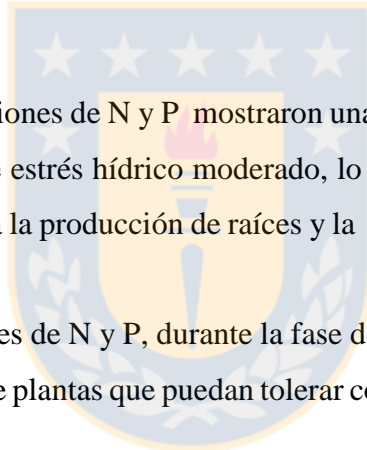 iones de N y P mostraron una
estrés hídrico moderado, lo
la producción de raíces y la
es de N y P, durante la fase d
e plantas que puedan tolerar co